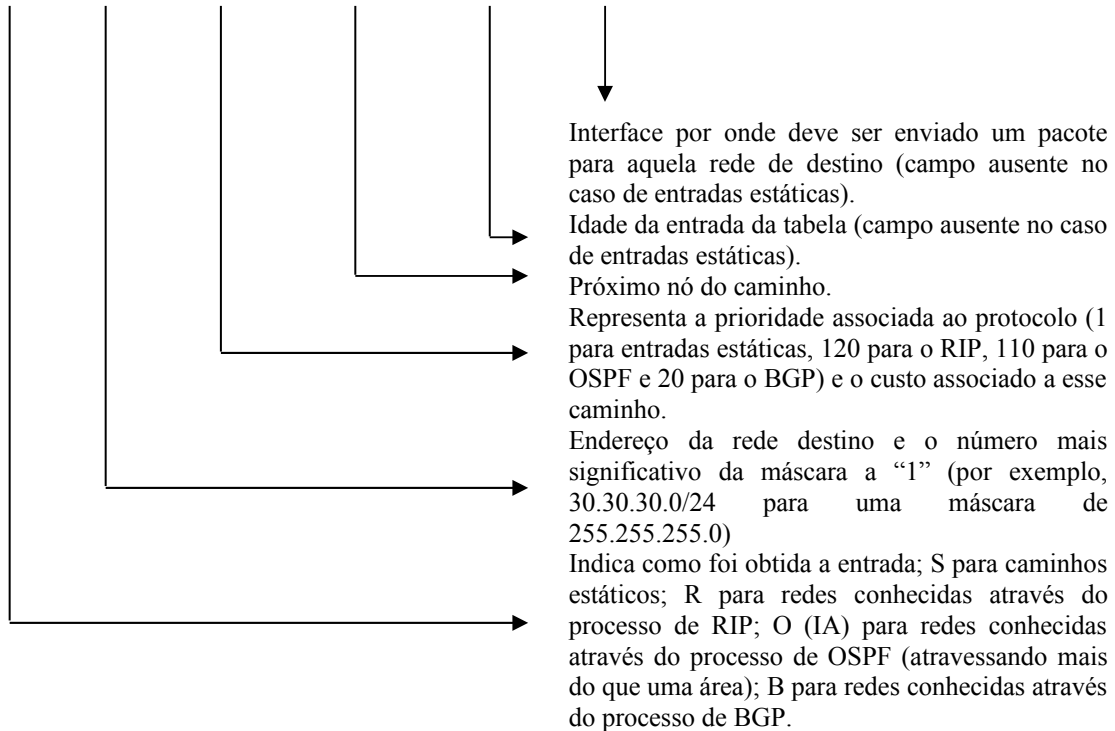 Interface por onde deve ser enviado um pacote
para aquela rede de destino (campo ausente no
caso de entradas estáticas).
Idade da entrada da tabela (campo ausente no caso
de entradas estáticas).
Próximo nó do caminho.
Representa a prioridade associada ao protocolo (1
para entradas estáticas, 120 para o RIP, 110 para o
OSPF e 20 para o BGP) e o custo associado a esse
caminho.
Endereço da rede destino e o número mais
significativo da máscara a “1” (por exemplo,
30.30.30.0/24 para uma máscara de
255.255.255.0)
Indica como foi obtida a entrada; S para caminhos
estáticos; R para redes conhecidas através do
processo de RIP; O (IA) para redes conhecidas
através do processo de OSPF (atravessando mais
do que uma área); B para redes conhecidas através
do processo de BGP.